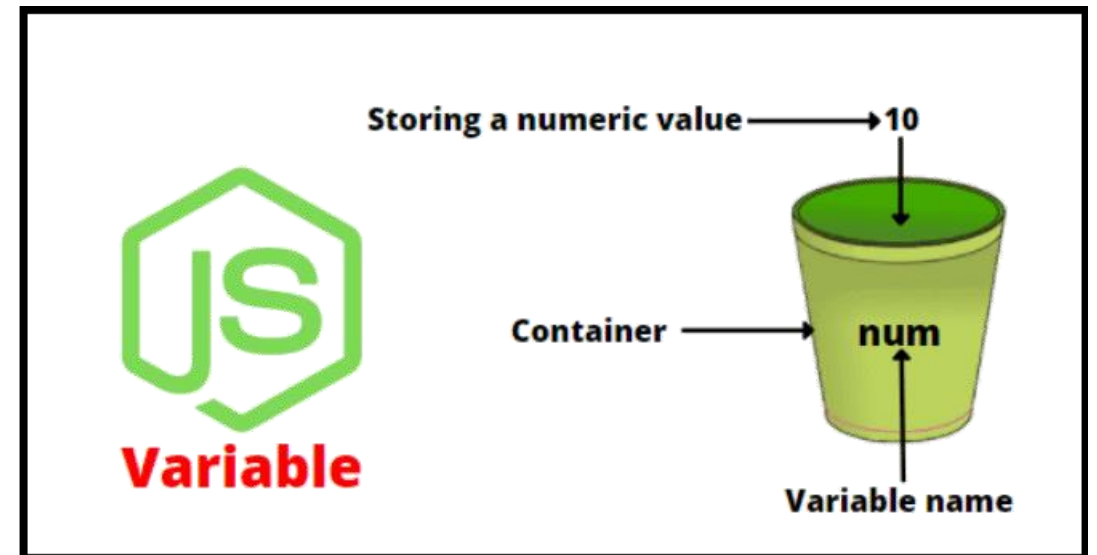 Storing a numeric value
10
JS
Container
num
Variable
Variable name